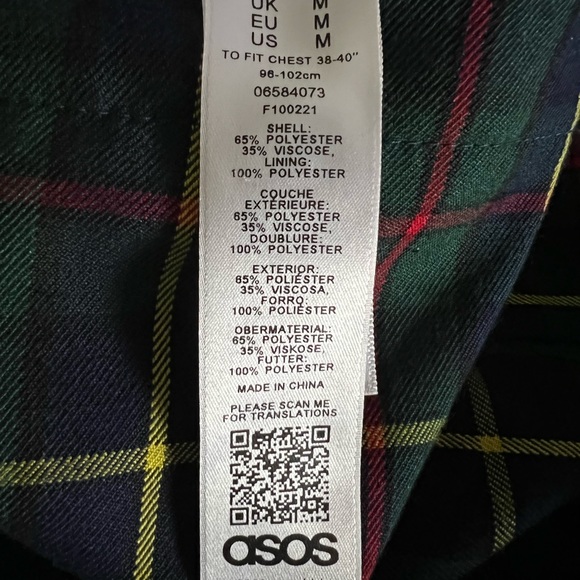 UK M
EU M
US M
TO FIT CHEST 38-40"
96-102cm
06584073
F100221
SHELL:
65% POLYESTER
35% VISCOSE,
LINING:
100% POLYESTER
COUCHE
EXTÉRIEURE:
65% POLYESTER
35% VISCOSE,
DOUBLURE:
100% POLYESTER
EXTERIOR:
65% POLIÉSTER
35% VISCOSA,
FORRO:
100% POLIÉSTER
OBERMATERIAL:
65% POLYESTER
35% VISKOSE,
FUTTER:
100% POLYESTER
MADE IN CHINA
PLEASE SCAN ME
FOR TRANSLATIONS
asos